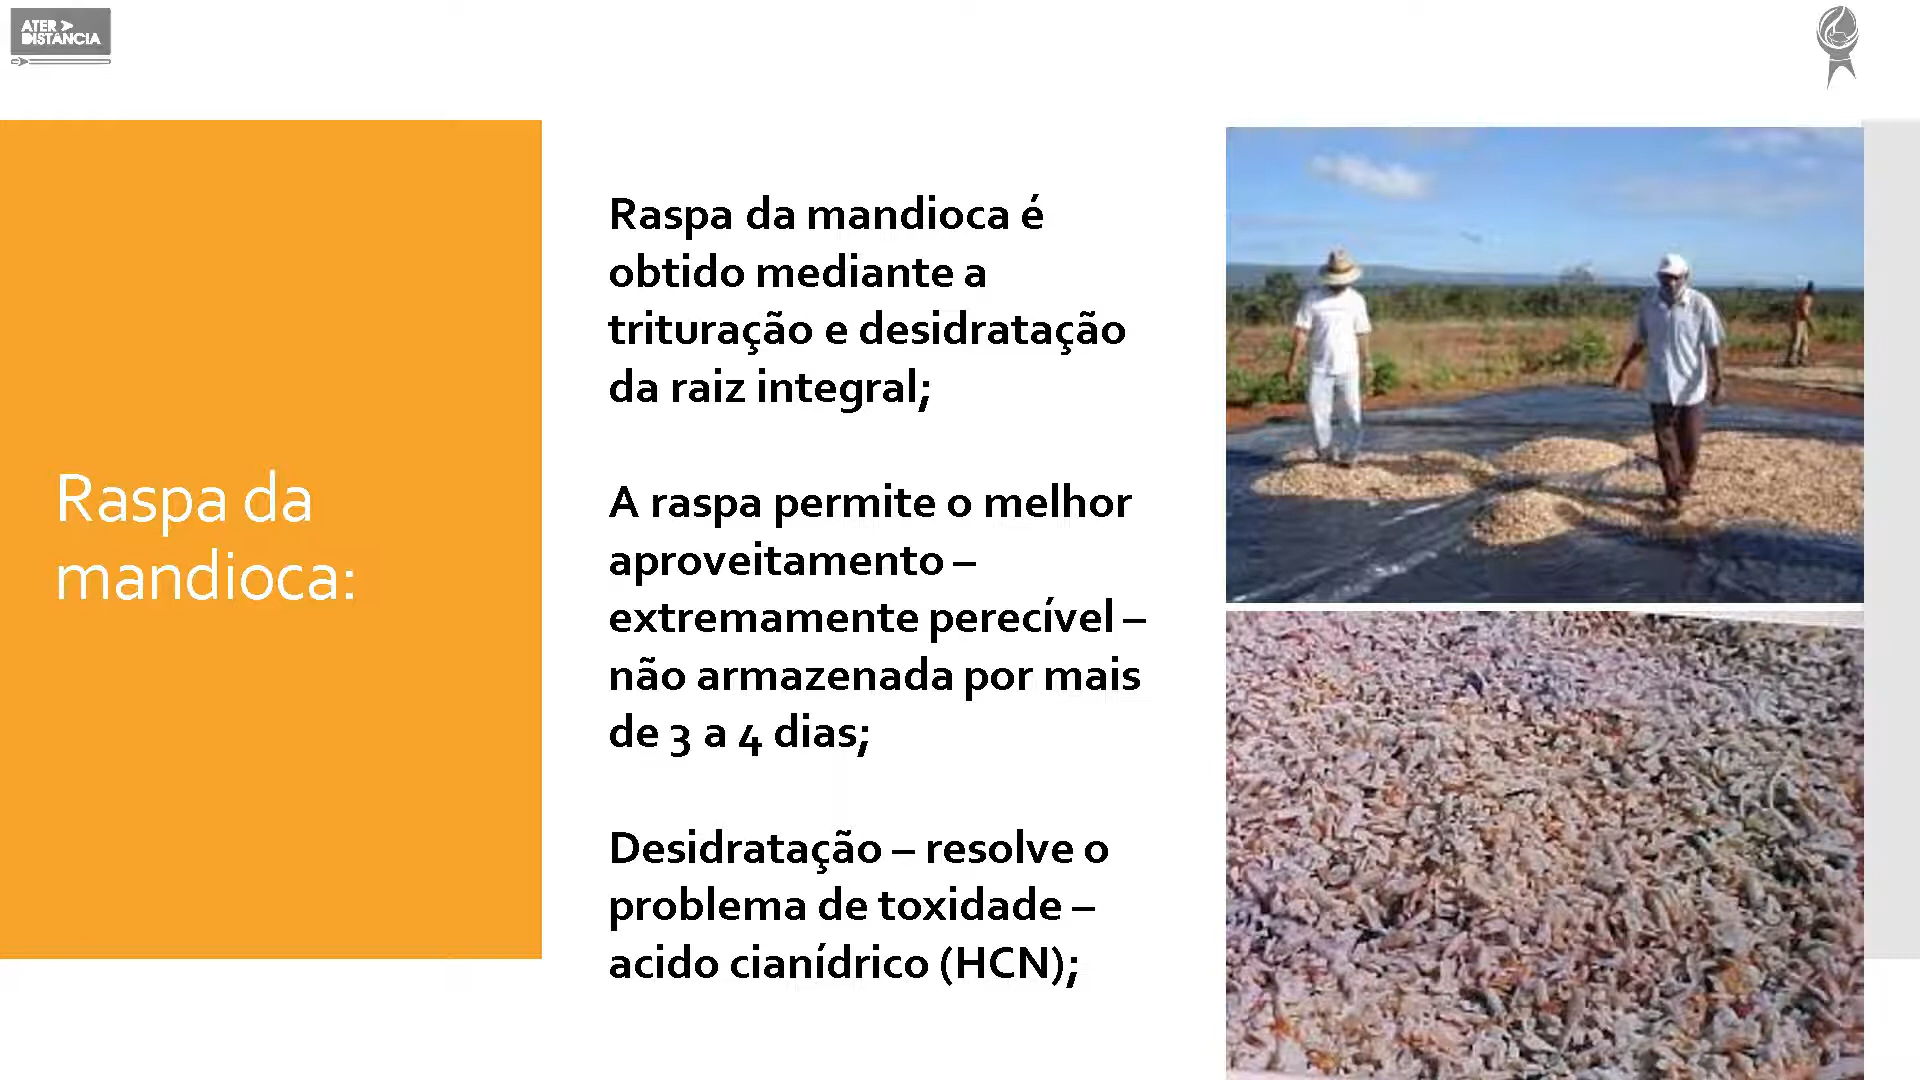 ATER
DISTÂNCIA
Raspa da
mandioca:
Raspa da mandioca é
obtido mediante a
trituração e desidratação
da raiz integral;
A raspa permite o melhor
aproveitamento –
extremamente perecível –
não armazenada por mais
de 3 a 4 dias;
Desidratação – resolve o
problema de toxidade –
acido cianídrico (HCN);